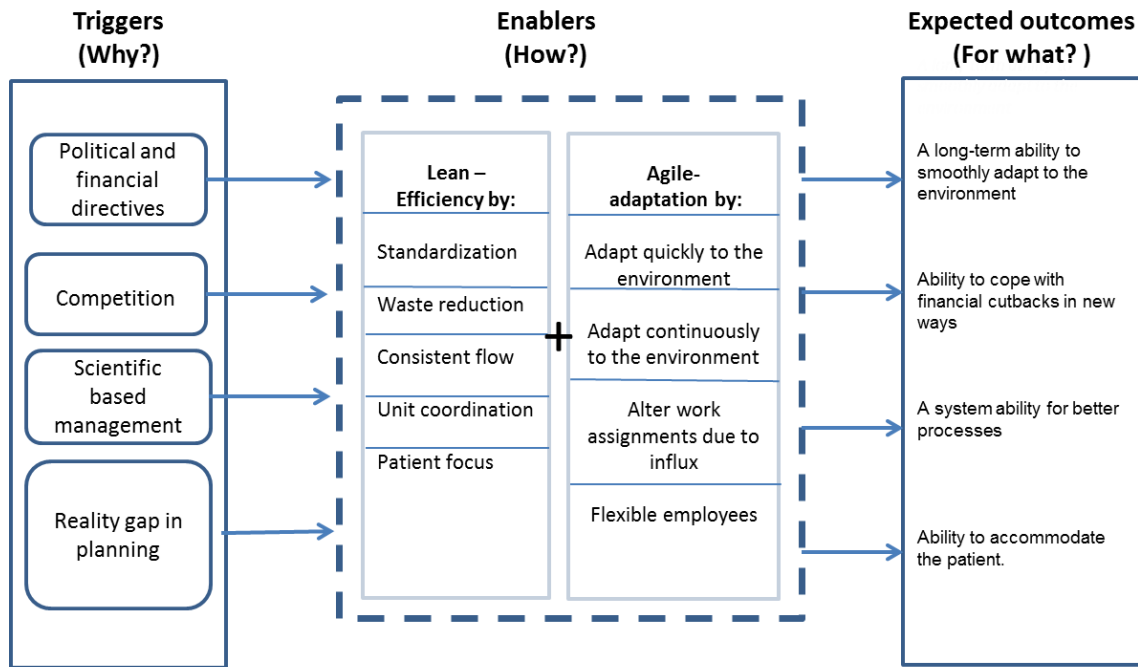 Triggers
(Why?)
Political and
financial
directives
Competition
Scientific
based
management
Reality gap in
planning
Enablers
(How?)
Lean –
Efficiency by:
Standardization
Waste reduction
Consistent flow
Unit coordination
Patient focus
+
Agile-
adaptation by:
Adapt quickly to the
environment
Adapt continuously
to the environment
Alter work
assignments due to
influx
Flexible employees
Expected outcomes
(For what? )
A long-term ability to
smoothly adapt to the
environment
Ability to cope with
financial cutbacks in new
ways
A system ability for better
processes
Ability to accommodate
the patient.